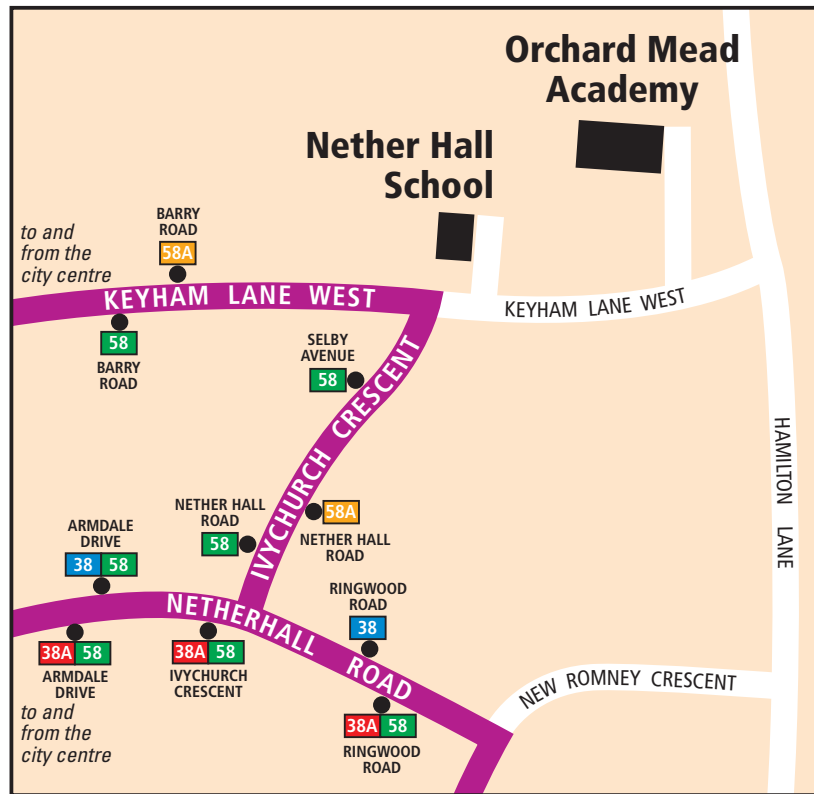 Orchard Mead
Academy
Nether Hall
School
to and
from the
city centre
BARRY
ROAD
58A
KEYHAM LANE WEST
KEYHAM LANE WEST
58
BARRY
ROAD
SELBY
AVENUE
58
IVYCHURCH CRESCENT
HAMILTON LANE
NETHER HALL
ROAD
58
58A
NETHER HALL
ROAD
ARMDALE
DRIVE
38 58
RINGWOOD
ROAD
38
NETHERHALL ROAD
38A 58
ARMDALE
DRIVE
38A 58
IVYCHURCH
CRESCENT
NEW ROMNEY CRESCENT
38A 58
RINGWOOD
ROAD
to and
from the
city centre